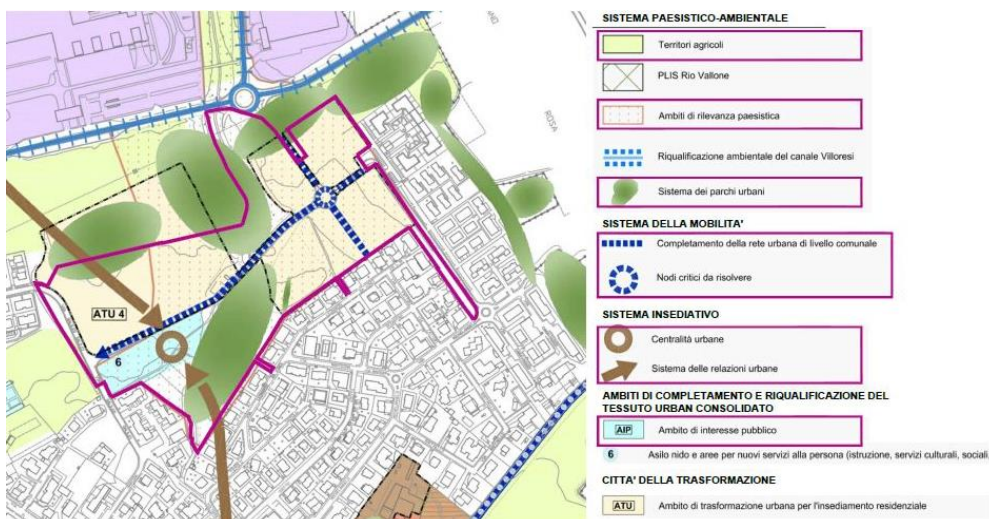 ROSA
ATU 4
6
SISTEMA PAESISTICO-AMBIENTALE
Territori agricoli
PLIS Rio Vallone
Ambiti di rilevanza paesistica
Riqualificazione ambientale del canale Villoresi
Sistema dei parchi urbani
SISTEMA DELLA MOBILITA'
Completamento della rete urbana di livello comunale
Nodi critici da risolvere
SISTEMA INSEDIATIVO
Centralità urbane
Sistema delle relazioni urbane
AMBITI DI COMPLETAMENTO E RIQUALIFICAZIONE DEL
TESSUTO URBAN CONSOLIDATO
AIP Ambito di interesse pubblico
6 Asilo nido e aree per nuovi servizi alla persona (istruzione, servizi culturali, sociali,
CITTA' DELLA TRASFORMAZIONE
ATU Ambito di trasformazione urbana per l'insediamento residenziale